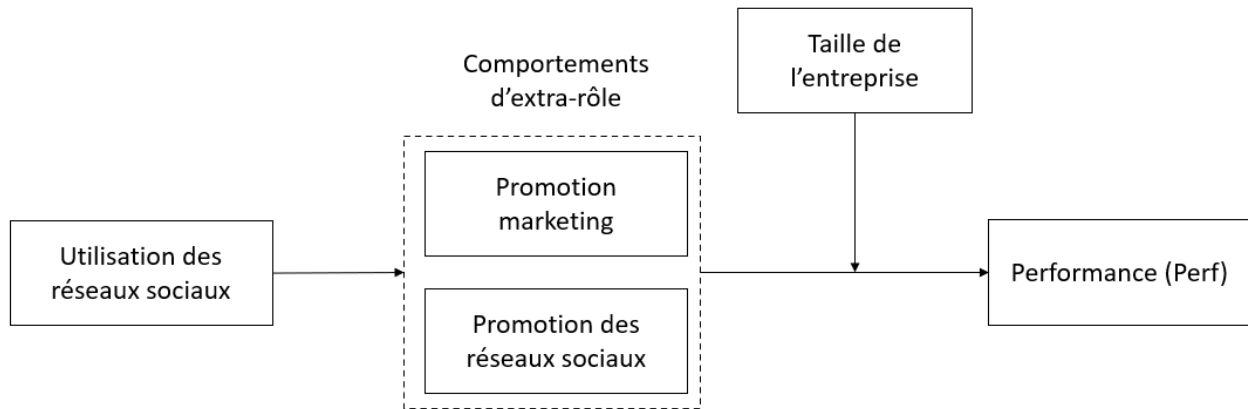 Comportements
d’extra-rôle
Taille de
l’entreprise
Promotion
marketing
Utilisation des
réseaux sociaux
Promotion des
réseaux sociaux
Performance (Perf)